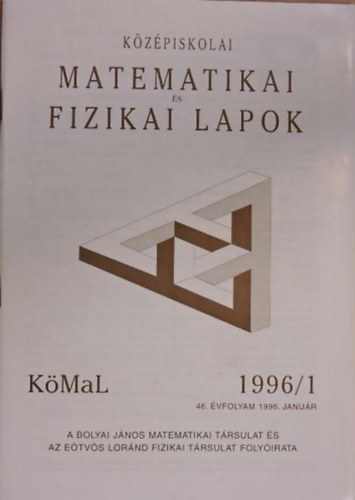 KÖZÉPISKOLAI
MATEMATIKAI
ÉS
FIZIKAI LAPOK
KöMaL 1996/1
46. ÉVFOLYAM 1996. JANUÁR
A BOLYAI JÁNOS MATEMATIKAI TÁRSULAT ÉS
AZ EÖTVÖS LORÁND FIZIKAI TÁRSULAT FOLYÓIRATA